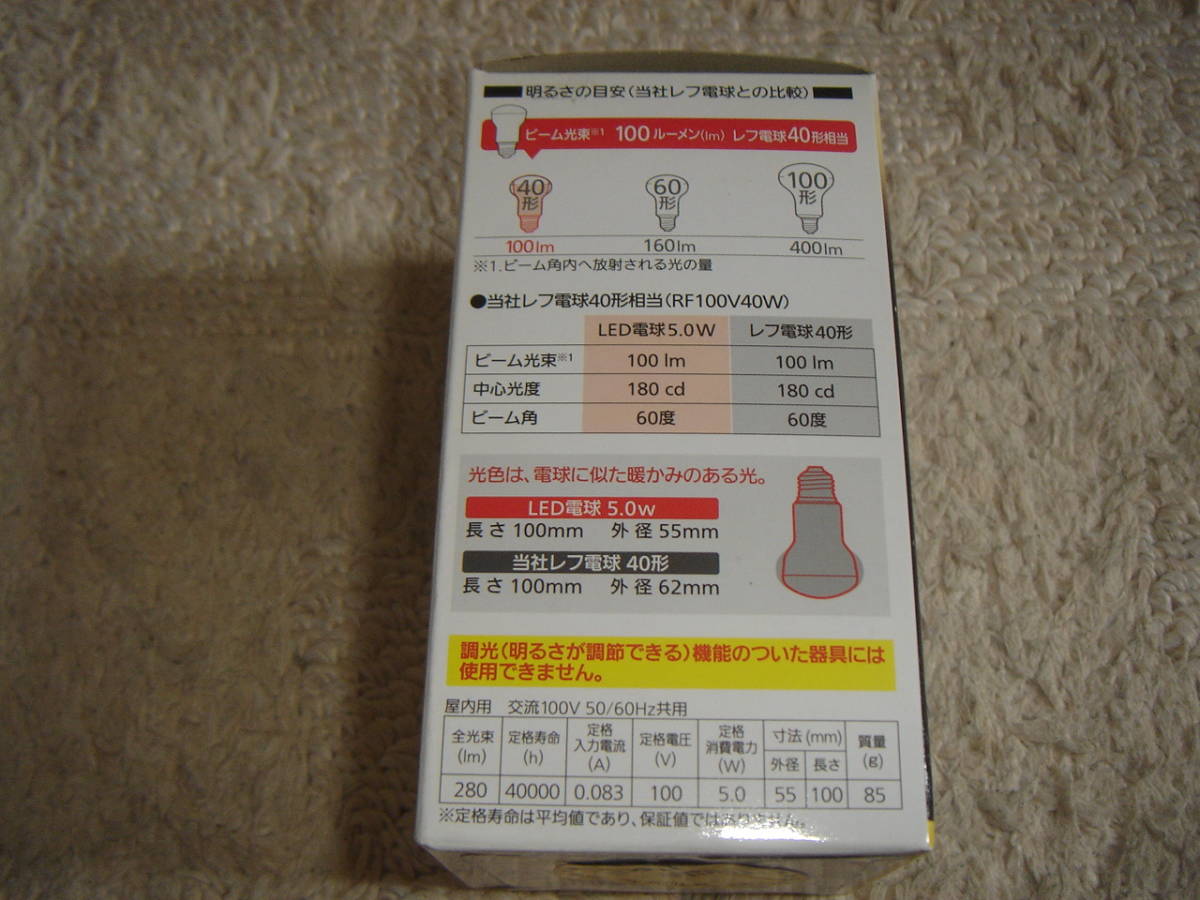 明るさの目安(当社レフ電球との比較)
ビーム光束※1 100ルーメン(lm) レフ電球40形相当
40形 60形 100形
100lm 160lm 400lm
※1.ビーム角内へ放射される光の量
●当社レフ電球40形相当(RF100V40W)
LED電球5.0W レフ電球40形
ビーム光束※1 100 lm 100 lm
中心光度 180 cd 180 cd
ビーム角 60度 60度
光色は、電球に似た暖かみのある光。
LED電球 5.0w
長さ 100mm 外径 55mm
当社レフ電球 40形
長さ 100mm 外径 62mm
調光(明るさが調節できる)機能のついた器具には
使用できません。
屋内用 交流100V 50/60Hz共用
全光束(lm) 定格寿命(h) 定格入力電流(A) 定格電圧(V) 定格消費電力(W) 寸法(mm) 外径 長さ 質量(g)
280 40000 0.083 100 5.0 55 100 85
※定格寿命は平均値であり、保証値ではありません。